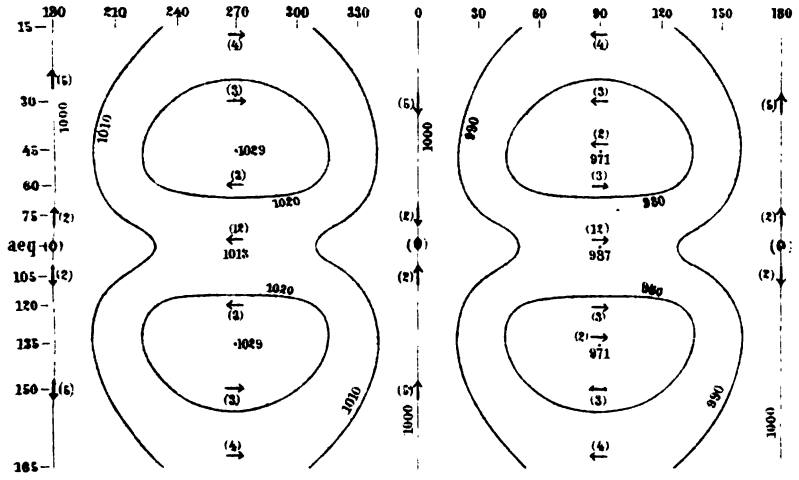 180 210 240 270 300 330 0 30 60 90 120 150 180
15
(4) (4)
(5)
30 (3) (5) (3) (5)
1000 1010 1000 990
(2)
45 1029 971
60 (3) (3)
1020 980
75 (2) (2) (2)
aeq (0) (12) (0) (12) (0)
1013 987
105 (2) (2) (2)
1020 980
120 (3) (3)
135 1029 (2) 971
150 (5) (3) (5) (3)
1010 1000 990 1000
(4) (4)
165